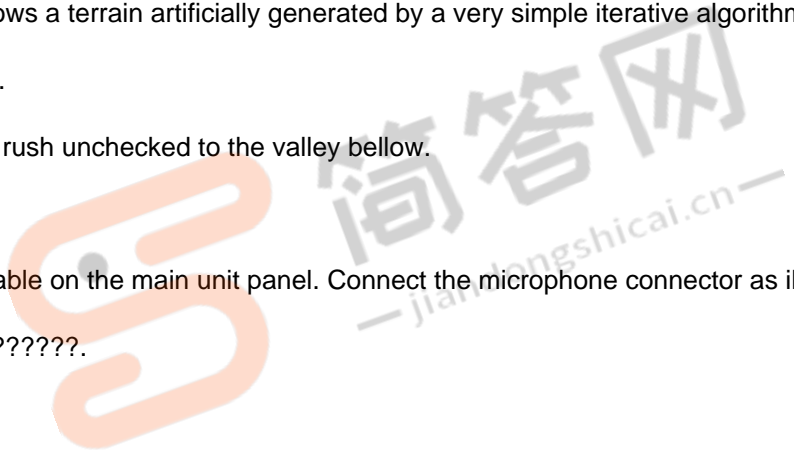 ows a terrain artificially generated by a very simple iterative algorithm
.
rush unchecked to the valley bellow.
able on the main unit panel. Connect the microphone connector as il
??????.
简答网
jiandongshicai.cn